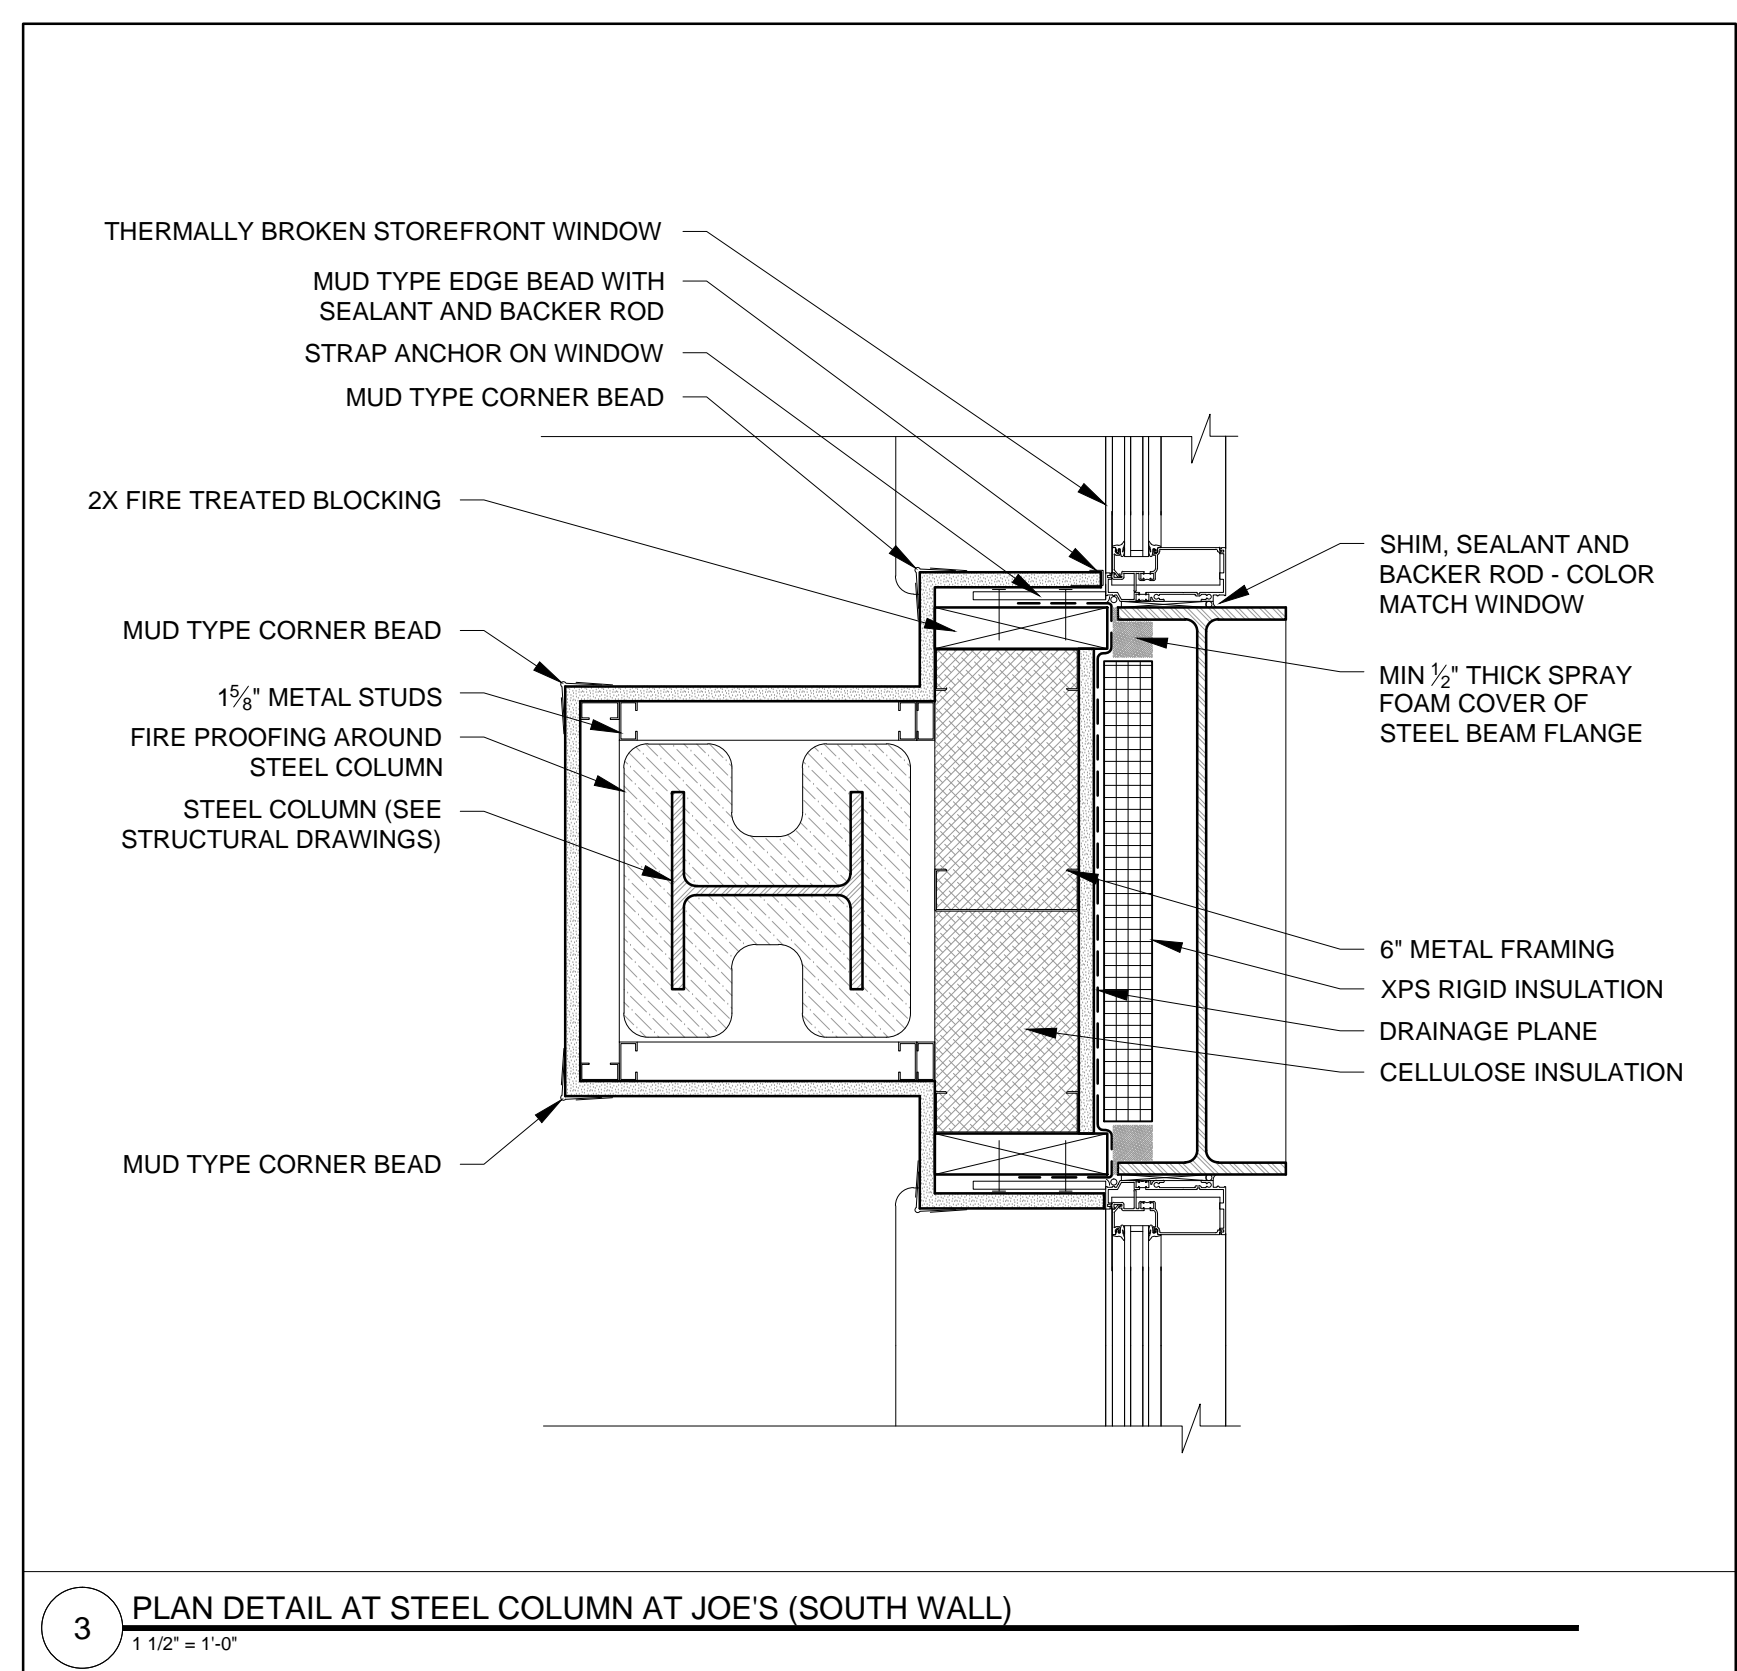 THERMALLY BROKEN STOREFRONT WINDOW
MUD TYPE EDGE BEAD WITH
SEALANT AND BACKER ROD
STRAP ANCHOR ON WINDOW
MUD TYPE CORNER BEAD
2X FIRE TREATED BLOCKING
MUD TYPE CORNER BEAD
1 5/8" METAL STUDS
FIRE PROOFING AROUND
STEEL COLUMN
STEEL COLUMN (SEE
STRUCTURAL DRAWINGS)
MUD TYPE CORNER BEAD
SHIM, SEALANT AND
BACKER ROD - COLOR
MATCH WINDOW
MIN 1/2" THICK SPRAY
FOAM COVER OF
STEEL BEAM FLANGE
6" METAL FRAMING
XPS RIGID INSULATION
DRAINAGE PLANE
CELLULOSE INSULATION
3
PLAN DETAIL AT STEEL COLUMN AT JOE'S (SOUTH WALL)
1 1/2" = 1'-0"